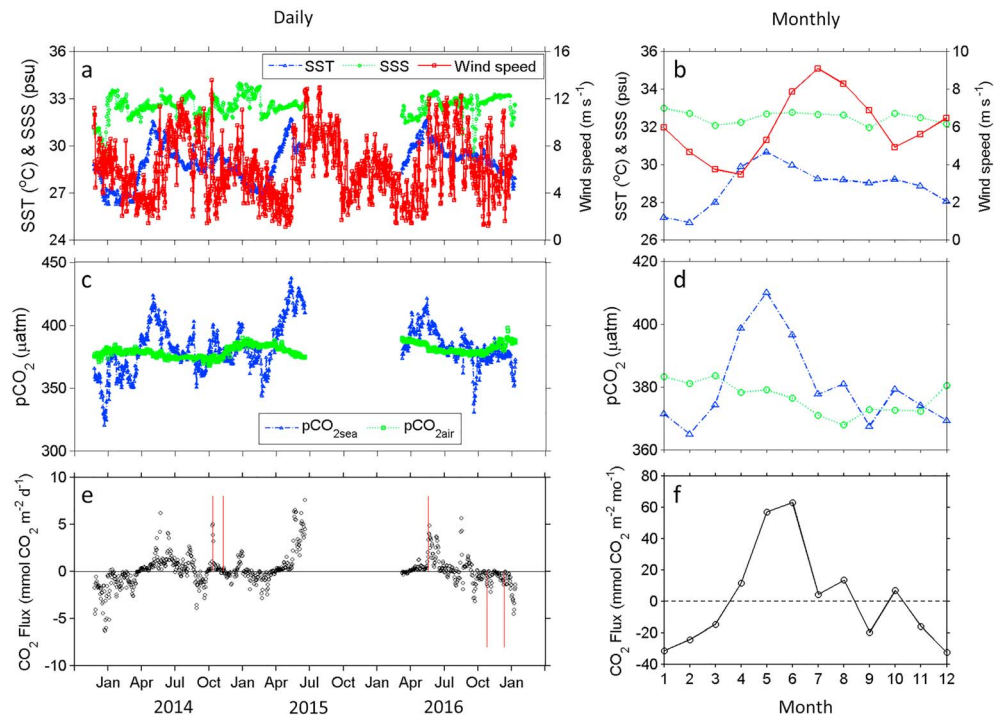 Daily
Monthly
a
SST SSS Wind speed
SST (°C) & SSS (psu)
36
33
30
27
24
16
12
8
4
0
Wind speed (m s⁻¹)
b
SST (°C) & SSS (psu)
36
34
32
30
28
26
10
8
6
4
2
0
Wind speed (m s⁻¹)
c
pCO₂ (µatm)
450
400
350
300
pCO₂sea pCO₂air
d
pCO₂ (µatm)
420
400
380
360
e
CO₂ Flux (mmol CO₂ m⁻² d⁻¹)
10
5
0
-5
-10
Jan Apr Jul Oct Jan Apr Jul Oct Jan Apr Jul Oct Jan
2014 2015 2016
f
CO₂ Flux (mmol CO₂ m⁻² mo⁻¹)
80
60
40
20
0
-20
-40
1 2 3 4 5 6 7 8 9 10 11 12
Month